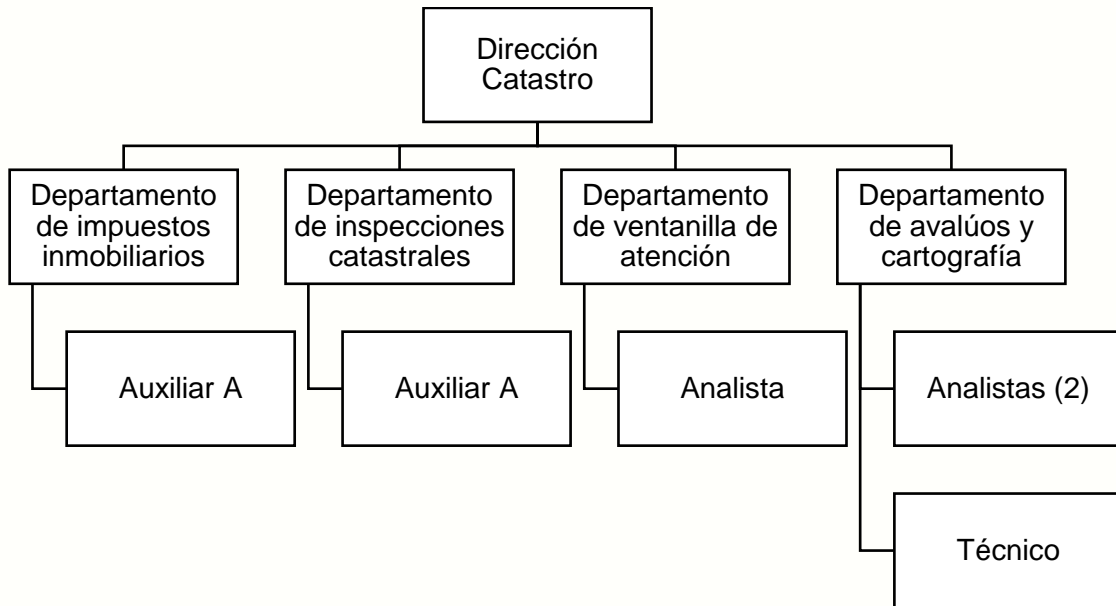 Dirección
Catastro
Departamento
de impuestos
inmobiliarios
Departamento
de inspecciones
catastrales
Departamento
de ventanilla de
atención
Departamento
de avalúos y
cartografía
Auxiliar A
Auxiliar A
Analista
Analistas (2)
Técnico